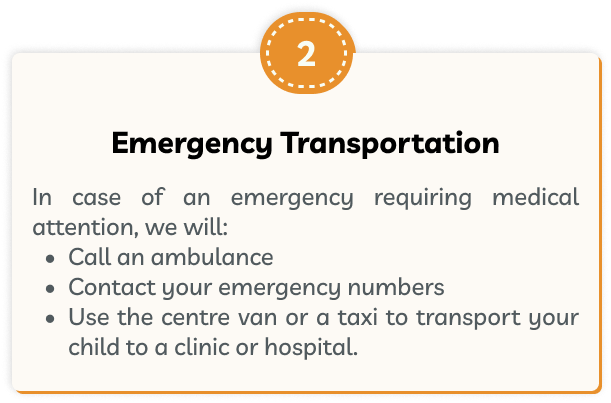 2
Emergency Transportation
In case of an emergency requiring medical
attention, we will:
• Call an ambulance
• Contact your emergency numbers
• Use the centre van or a taxi to transport your
child to a clinic or hospital.